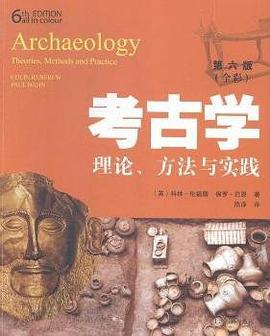 6th EDITION
all in colour
Archaeology
Theories, Methods and Practice
COLIN RENFREW
PAUL BAHN
第六版
(全彩)
考古学
理论、方法与实践
[英] 科林·伦福儒 保罗·巴恩 著
陈淳 译